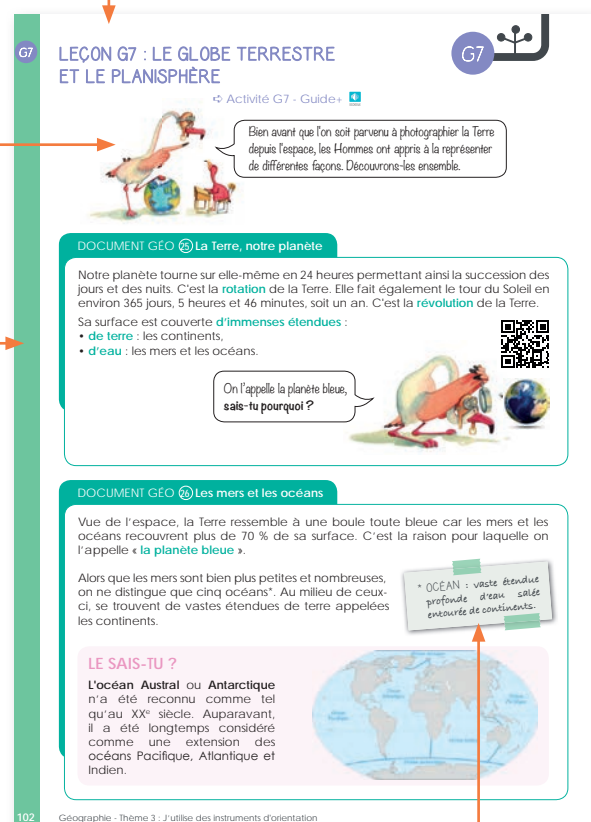 G7
LEÇON G7 : LE GLOBE TERRESTRE
ET LE PLANISPHÈRE
G7
➪ Activité G7 - Guide+
Bien avant que l'on soit parvenu à photographier la Terre
depuis l'espace, les Hommes ont appris à la représenter
de différentes façons. Découvrons-les ensemble.
DOCUMENT GÉO 25 La Terre, notre planète
Notre planète tourne sur elle-même en 24 heures permettant ainsi la succession des
jours et des nuits. C'est la rotation de la Terre. Elle fait également le tour du Soleil en
environ 365 jours, 5 heures et 46 minutes, soit un an. C'est la révolution de la Terre.
Sa surface est couverte d'immenses étendues :
• de terre : les continents,
• d'eau : les mers et les océans.
On l'appelle la planète bleue,
sais-tu pourquoi ?
DOCUMENT GÉO 26 Les mers et les océans
Vue de l'espace, la Terre ressemble à une boule toute bleue car les mers et les
océans recouvrent plus de 70 % de sa surface. C'est la raison pour laquelle on
l'appelle « la planète bleue ».
Alors que les mers sont bien plus petites et nombreuses,
on ne distingue que cinq océans*. Au milieu de ceux-
ci, se trouvent de vastes étendues de terre appelées
les continents.
* OCÉAN : vaste étendue
profonde d'eau salée
entourée de continents.
LE SAIS-TU ?
L'océan Austral ou Antarctique
n'a été reconnu comme tel
qu'au XXe siècle. Auparavant,
il a été longtemps considéré
comme une extension des
océans Pacifique, Atlantique et
Indien.
102 Géographie - Thème 3 : J'utilise des instruments d'orientation